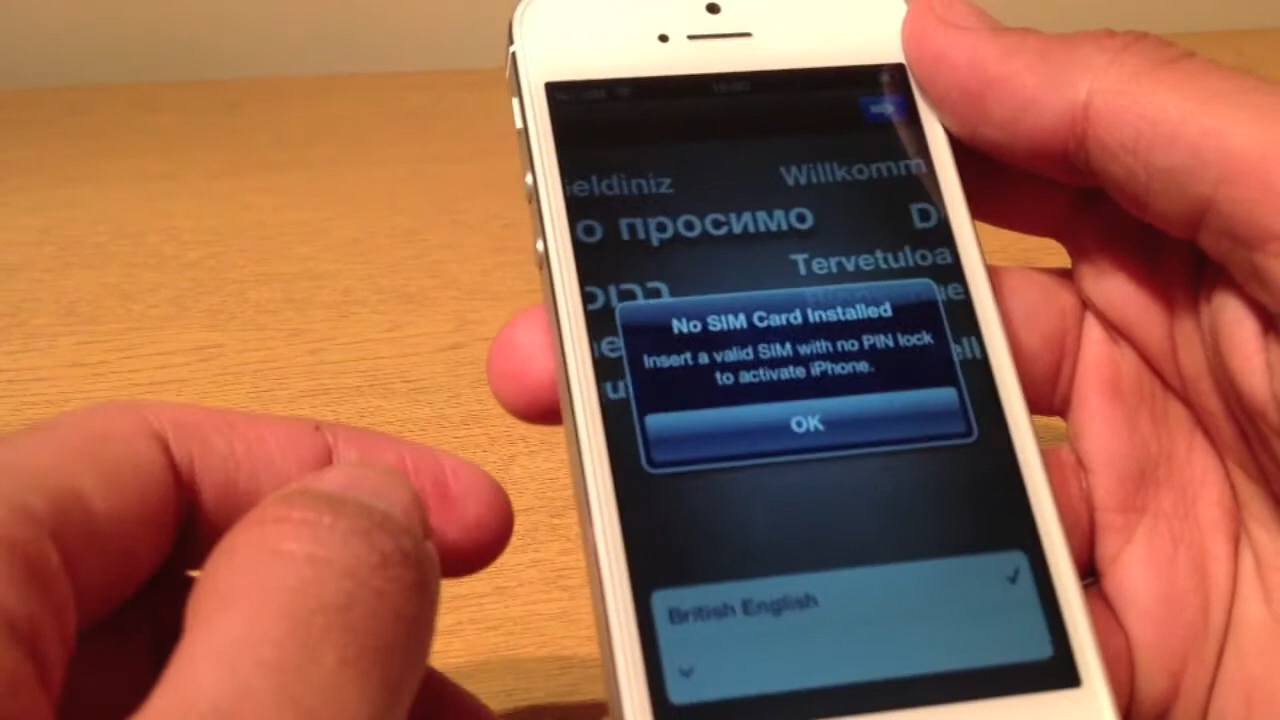 eldiniz
Willkomm
о просимо
D
Tervetuloa
ברוכ
No SIM Card Installed
Insert a valid SIM with no PIN lock
to activate iPhone.
OK
British English